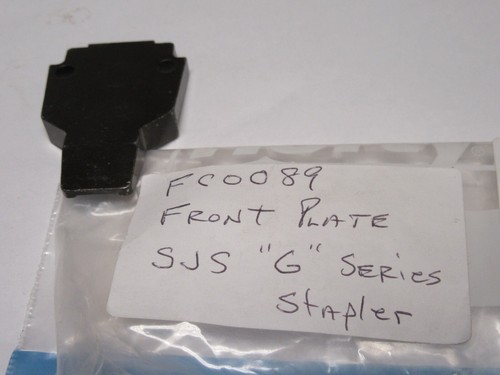 FC0089
FRONT PLATE
SJS "G" SERIES
Stapler